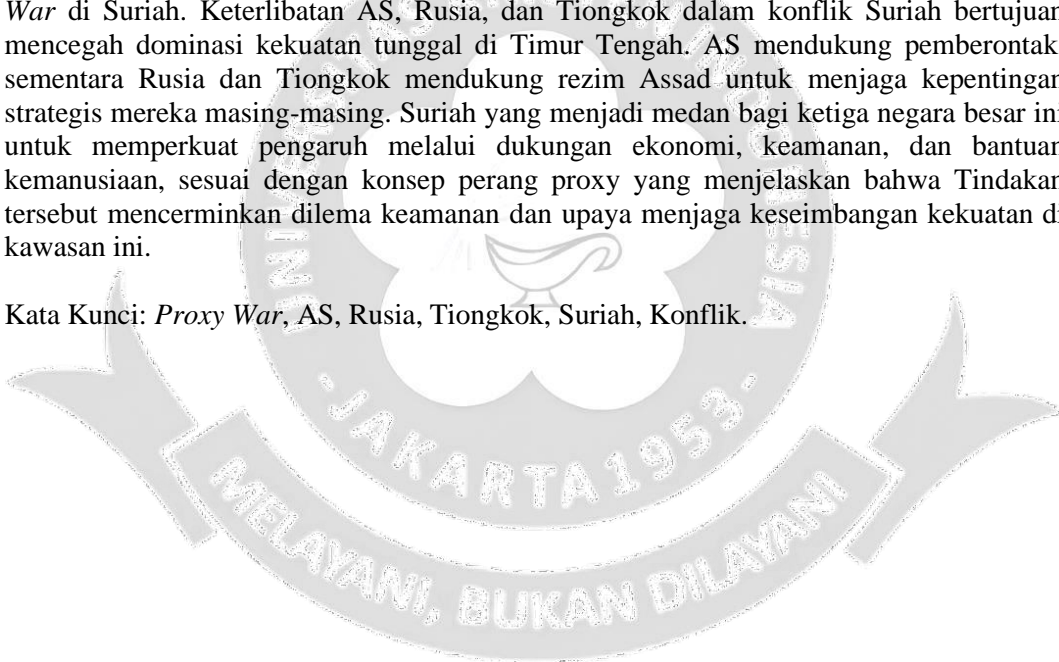 War di Suriah. Keterlibatan AS, Rusia, dan Tiongkok dalam konflik Suriah bertujuan
mencegah dominasi kekuatan tunggal di Timur Tengah. AS mendukung pemberontak
sementara Rusia dan Tiongkok mendukung rezim Assad untuk menjaga kepentingan
strategis mereka masing-masing. Suriah yang menjadi medan bagi ketiga negara besar ini
untuk memperkuat pengaruh melalui dukungan ekonomi, keamanan, dan bantuan
kemanusiaan, sesuai dengan konsep perang proxy yang menjelaskan bahwa Tindakan
tersebut mencerminkan dilema keamanan dan upaya menjaga keseimbangan kekuatan di
kawasan ini.
Kata Kunci: Proxy War, AS, Rusia, Tiongkok, Suriah, Konflik.
- JAKARTA 1953 -
MELAYANI, BUKAN DILAYANI